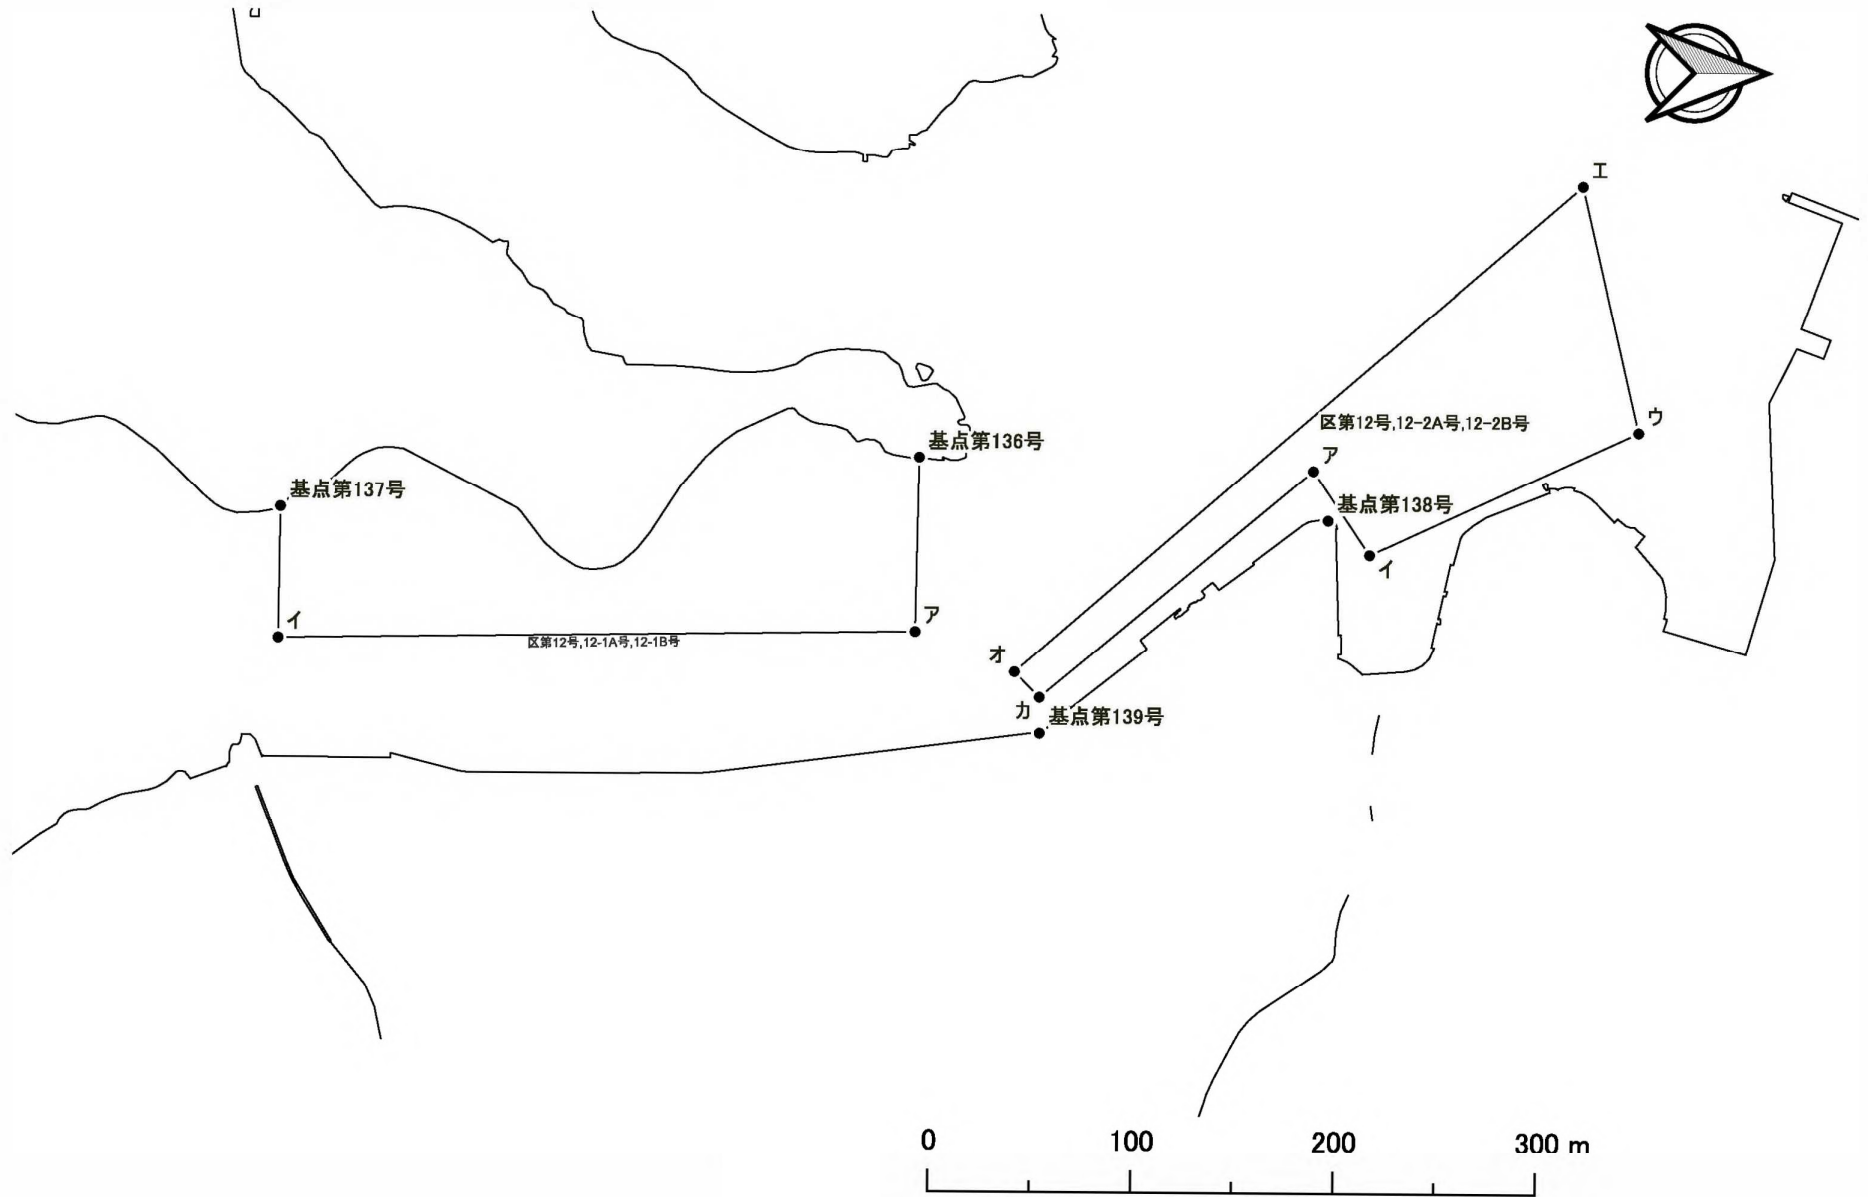 エ
ウ
区第12号,12-2A号,12-2B号
基点第136号
ア
基点第137号
基点第138号
イ
イ
ア
区第12号,12-1A号,12-1B号
オ
カ
基点第139号
0 100 200 300 m